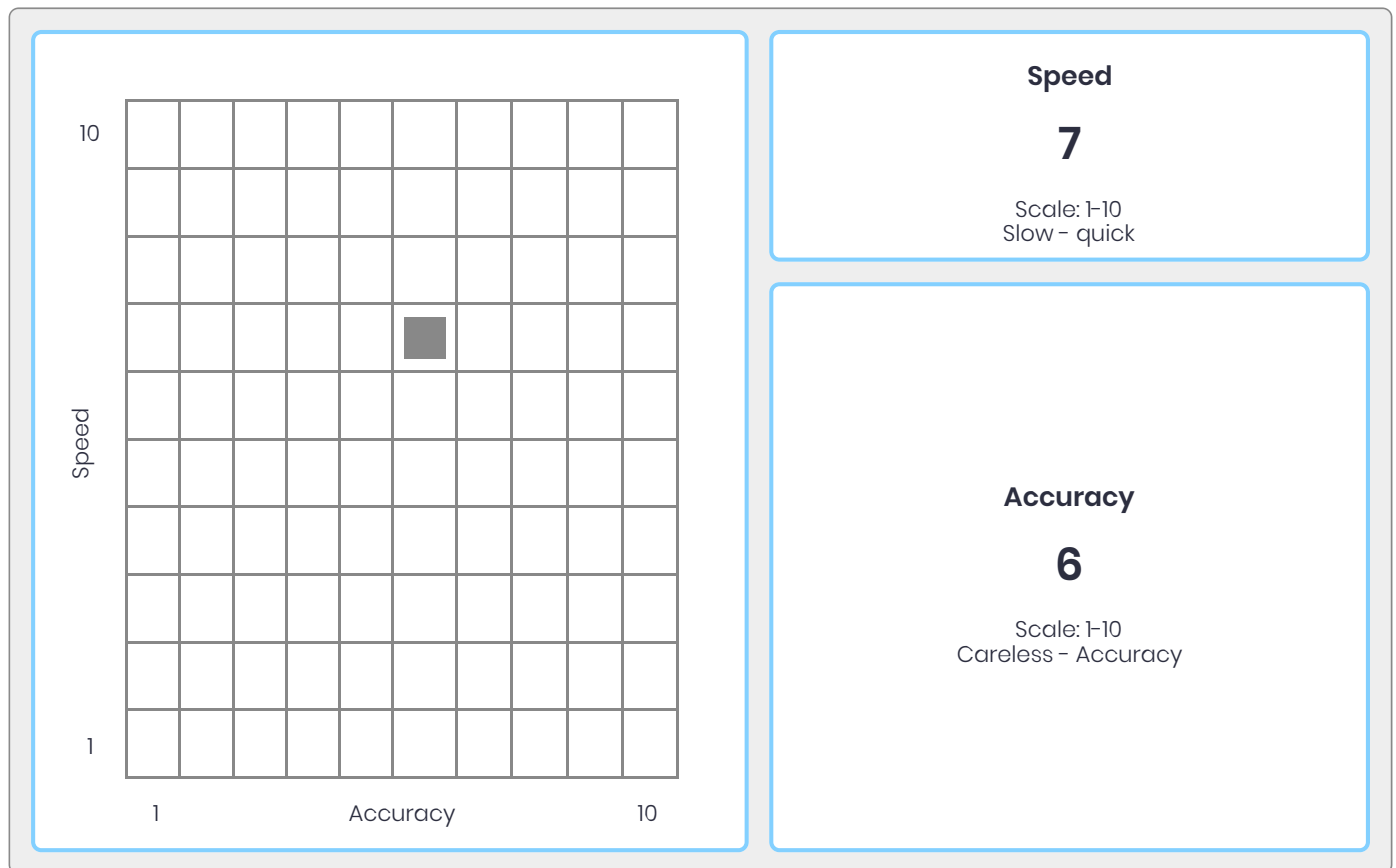 10
Speed
1
1
Accuracy
10
Speed
7
Scale: 1-10
Slow - quick
Accuracy
6
Scale: 1-10
Careless - Accuracy